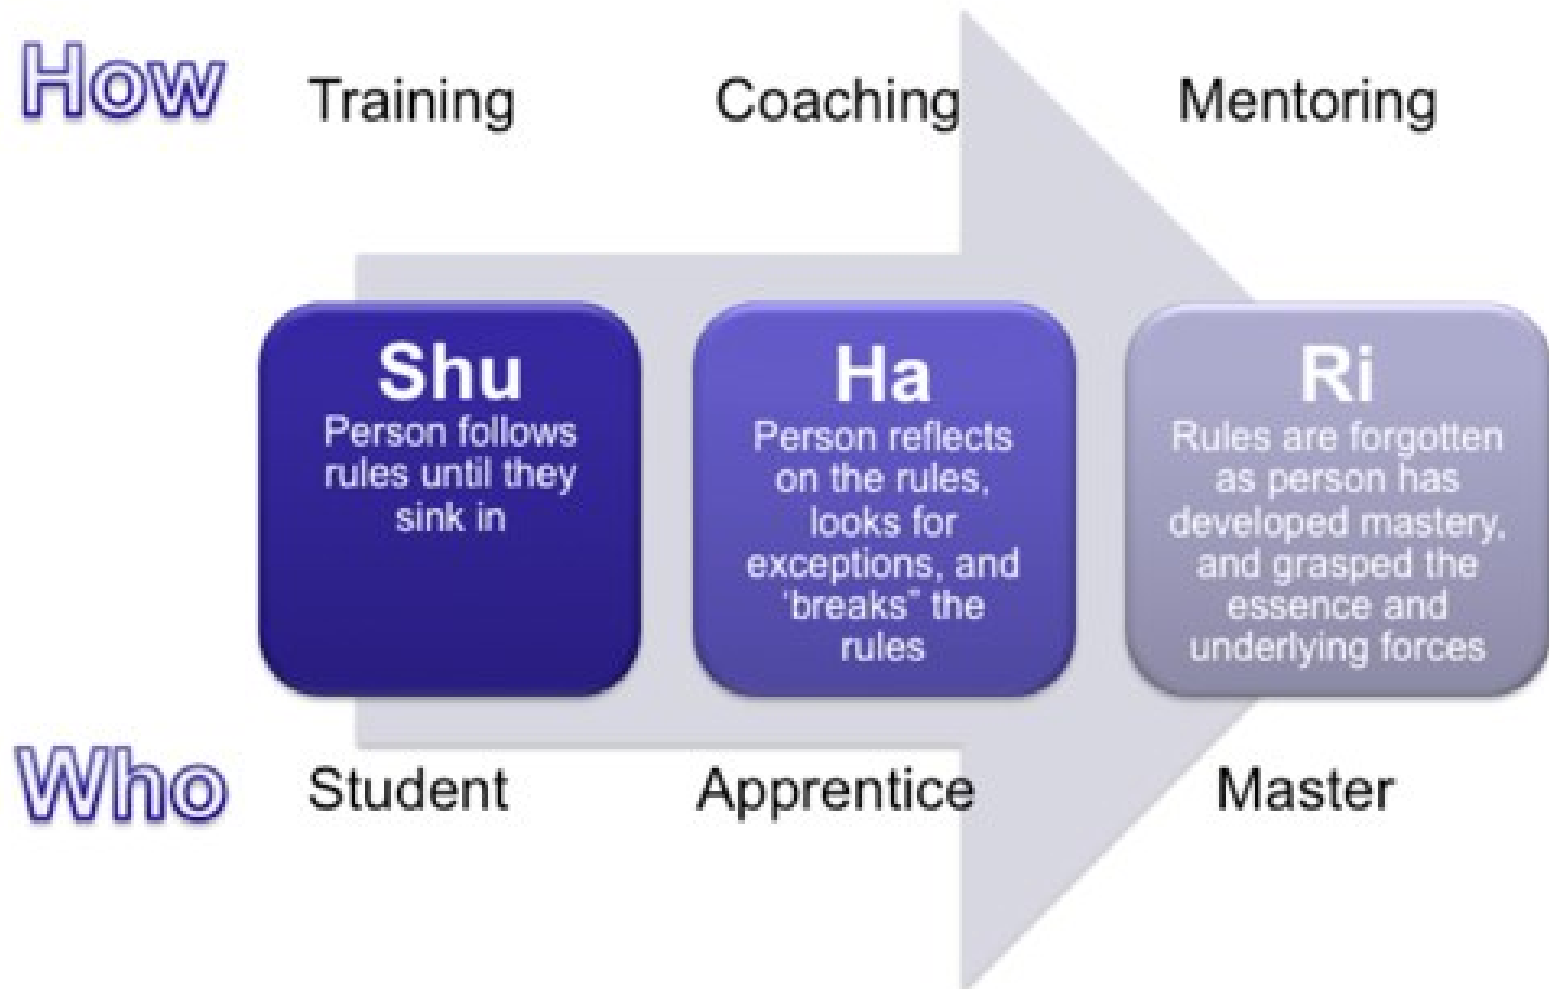 How Training Coaching Mentoring
Shu
Person follows
rules until they
sink in
Ha
Person reflects
on the rules,
looks for
exceptions, and
‘breaks” the
rules
Ri
Rules are forgotten
as person has
developed mastery,
and grasped the
essence and
underlying forces
Who Student Apprentice Master